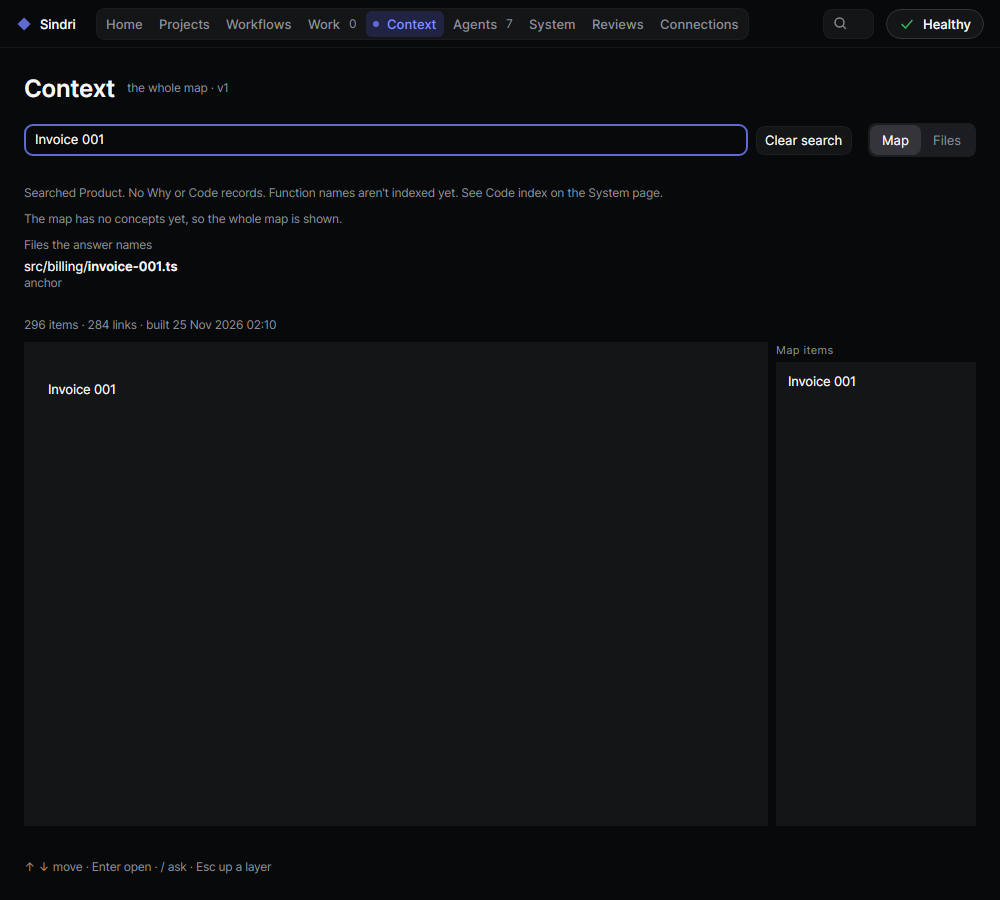 Sindri Home Projects Workflows Work 0 Context Agents 7 System Reviews Connections Healthy
Context the whole map · v1
Invoice 001 Clear search Map Files
Searched Product. No Why or Code records. Function names aren't indexed yet. See Code index on the System page.
The map has no concepts yet, so the whole map is shown.
Files the answer names
src/billing/invoice-001.ts
anchor
296 items · 284 links · built 25 Nov 2026 02:10
Map items
Invoice 001
Invoice 001
↑ ↓ move · Enter open · / ask · Esc up a layer